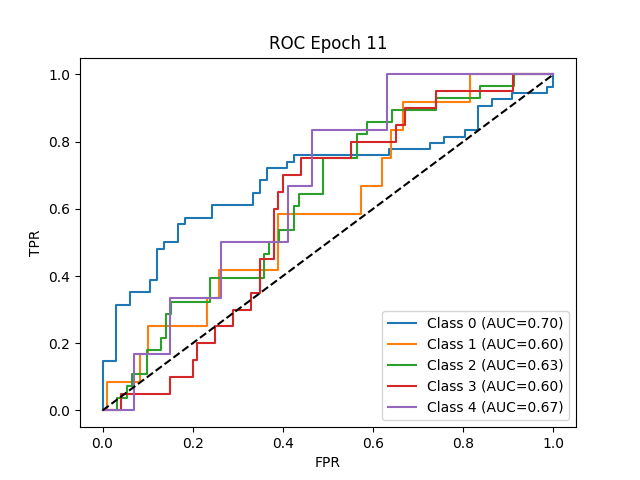 ROC Epoch 11
TPR
1.0
0.8
0.6
0.4
0.2
0.0
Class 0 (AUC=0.70)
Class 1 (AUC=0.60)
Class 2 (AUC=0.63)
Class 3 (AUC=0.60)
Class 4 (AUC=0.67)
0.0 0.2 0.4 0.6 0.8 1.0
FPR